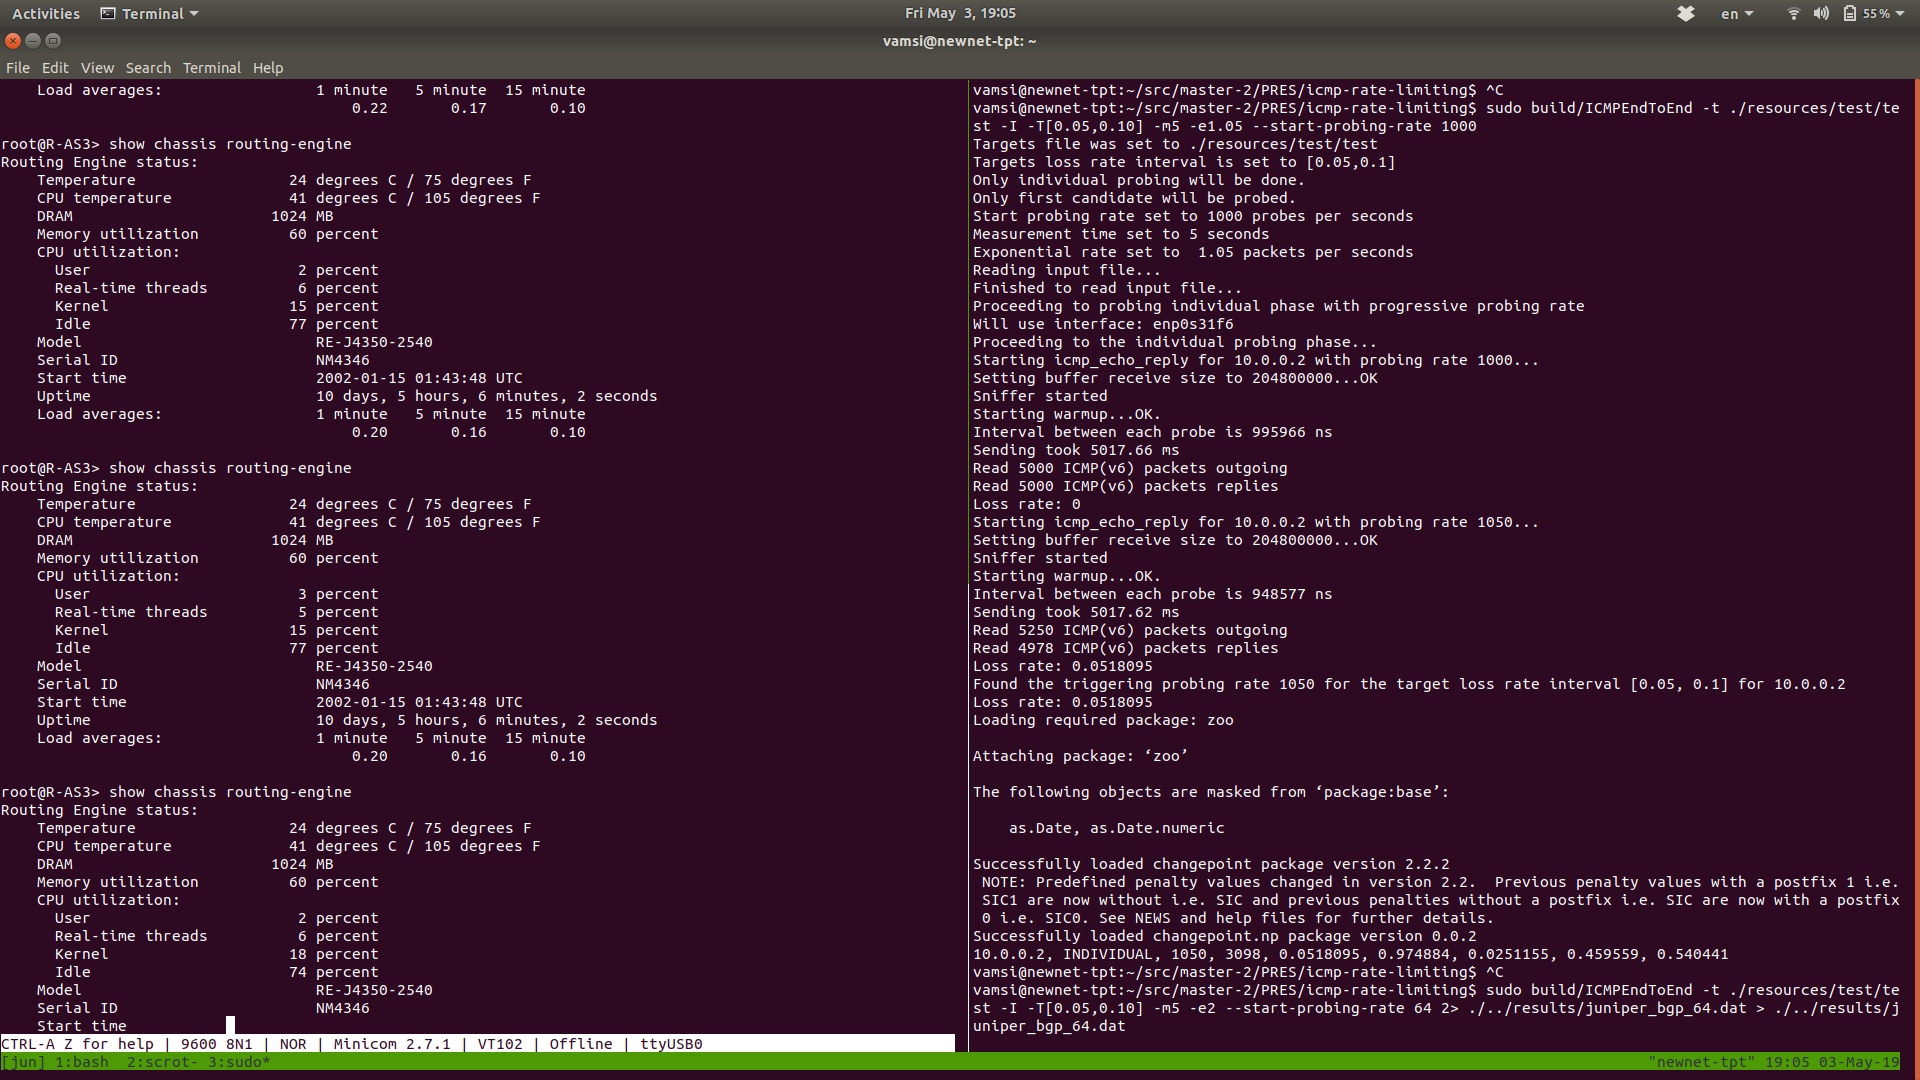 Activities Terminal Fri May  3, 19:05 en 55 %
vamsi@newnet-tpt: ~
File Edit View Search Terminal Help
    Load averages:                 1 minute   5 minute  15 minute
                                       0.22       0.17       0.10
root@R-AS3> show chassis routing-engine
Routing Engine status:
    Temperature                 24 degrees C / 75 degrees F
    CPU temperature             41 degrees C / 105 degrees F
    DRAM                      1024 MB
    Memory utilization          60 percent
    CPU utilization:
      User                       2 percent
      Real-time threads          6 percent
      Kernel                    15 percent
      Idle                      77 percent
    Model                          RE-J4350-2540
    Serial ID                      NM4346
    Start time                     2002-01-15 01:43:48 UTC
    Uptime                         10 days, 5 hours, 6 minutes, 2 seconds
    Load averages:                 1 minute   5 minute  15 minute
                                       0.20       0.16       0.10
root@R-AS3> show chassis routing-engine
Routing Engine status:
    Temperature                 24 degrees C / 75 degrees F
    CPU temperature             41 degrees C / 105 degrees F
    DRAM                      1024 MB
    Memory utilization          60 percent
    CPU utilization:
      User                       3 percent
      Real-time threads          5 percent
      Kernel                    15 percent
      Idle                      77 percent
    Model                          RE-J4350-2540
    Serial ID                      NM4346
    Start time                     2002-01-15 01:43:48 UTC
    Uptime                         10 days, 5 hours, 6 minutes, 2 seconds
    Load averages:                 1 minute   5 minute  15 minute
                                       0.20       0.16       0.10
root@R-AS3> show chassis routing-engine
Routing Engine status:
    Temperature                 24 degrees C / 75 degrees F
    CPU temperature             41 degrees C / 105 degrees F
    DRAM                      1024 MB
    Memory utilization          60 percent
    CPU utilization:
      User                       2 percent
      Real-time threads          6 percent
      Kernel                    18 percent
      Idle                      74 percent
    Model                          RE-J4350-2540
    Serial ID                      NM4346
    Start time
CTRL-A Z for help | 9600 8N1 | NOR | Minicom 2.7.1 | VT102 | Offline | ttyUSB0
vamsi@newnet-tpt:~/src/master-2/PRES/icmp-rate-limiting$ ^C
vamsi@newnet-tpt:~/src/master-2/PRES/icmp-rate-limiting$ sudo build/ICMPEndToEnd -t ./resources/test/te
st -I -T[0.05,0.10] -m5 -e1.05 --start-probing-rate 1000
Targets file was set to ./resources/test/test
Targets loss rate interval is set to [0.05,0.1]
Only individual probing will be done.
Only first candidate will be probed.
Start probing rate set to 1000 probes per seconds
Measurement time set to 5 seconds
Exponential rate set to  1.05 packets per seconds
Reading input file...
Finished to read input file...
Proceeding to probing individual phase with progressive probing rate
Will use interface: enp0s31f6
Proceeding to the individual probing phase...
Starting icmp_echo_reply for 10.0.0.2 with probing rate 1000...
Setting buffer receive size to 204800000...OK
Sniffer started
Starting warmup...OK.
Interval between each probe is 995966 ns
Sending took 5017.66 ms
Read 5000 ICMP(v6) packets outgoing
Read 5000 ICMP(v6) packets replies
Loss rate: 0
Starting icmp_echo_reply for 10.0.0.2 with probing rate 1050...
Setting buffer receive size to 204800000...OK
Sniffer started
Starting warmup...OK.
Interval between each probe is 948577 ns
Sending took 5017.62 ms
Read 5250 ICMP(v6) packets outgoing
Read 4978 ICMP(v6) packets replies
Loss rate: 0.0518095
Found the triggering probing rate 1050 for the target loss rate interval [0.05, 0.1] for 10.0.0.2
Loss rate: 0.0518095
Loading required package: zoo
Attaching package: ‘zoo’
The following objects are masked from ‘package:base’:
    as.Date, as.Date.numeric
Successfully loaded changepoint package version 2.2.2
 NOTE: Predefined penalty values changed in version 2.2.  Previous penalty values with a postfix 1 i.e.
 SIC1 are now without i.e. SIC and previous penalties without a postfix i.e. SIC are now with a postfix
 0 i.e. SIC0. See NEWS and help files for further details.
Successfully loaded changepoint.np package version 0.0.2
10.0.0.2, INDIVIDUAL, 1050, 3098, 0.0518095, 0.974884, 0.0251155, 0.459559, 0.540441
vamsi@newnet-tpt:~/src/master-2/PRES/icmp-rate-limiting$ ^C
vamsi@newnet-tpt:~/src/master-2/PRES/icmp-rate-limiting$ sudo build/ICMPEndToEnd -t ./resources/test/te
st -I -T[0.05,0.10] -m5 -e2 --start-probing-rate 64 2> ./../results/juniper_bgp_64.dat > ./../results/j
uniper_bgp_64.dat
[jun] 1:bash  2:scrot- 3:sudo* "newnet-tpt" 19:05 03-May-19